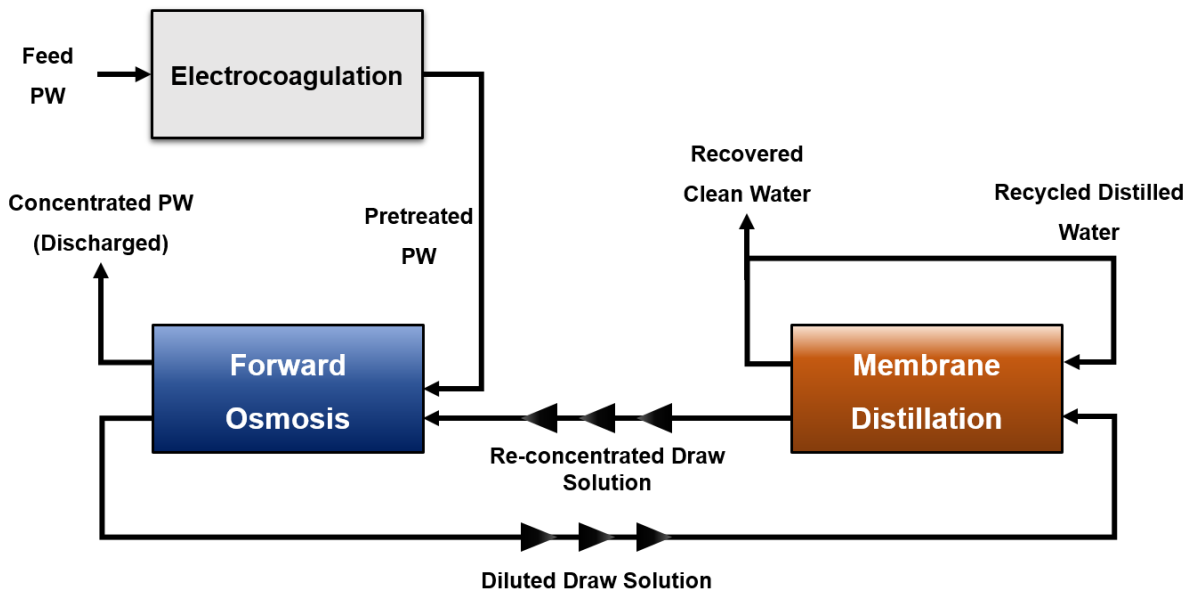 Feed
PW
Electrocoagulation
Concentrated PW
(Discharged)
Pretreated
PW
Recovered
Clean Water
Recycled Distilled
Water
Forward
Osmosis
Membrane
Distillation
Re-concentrated Draw
Solution
Diluted Draw Solution